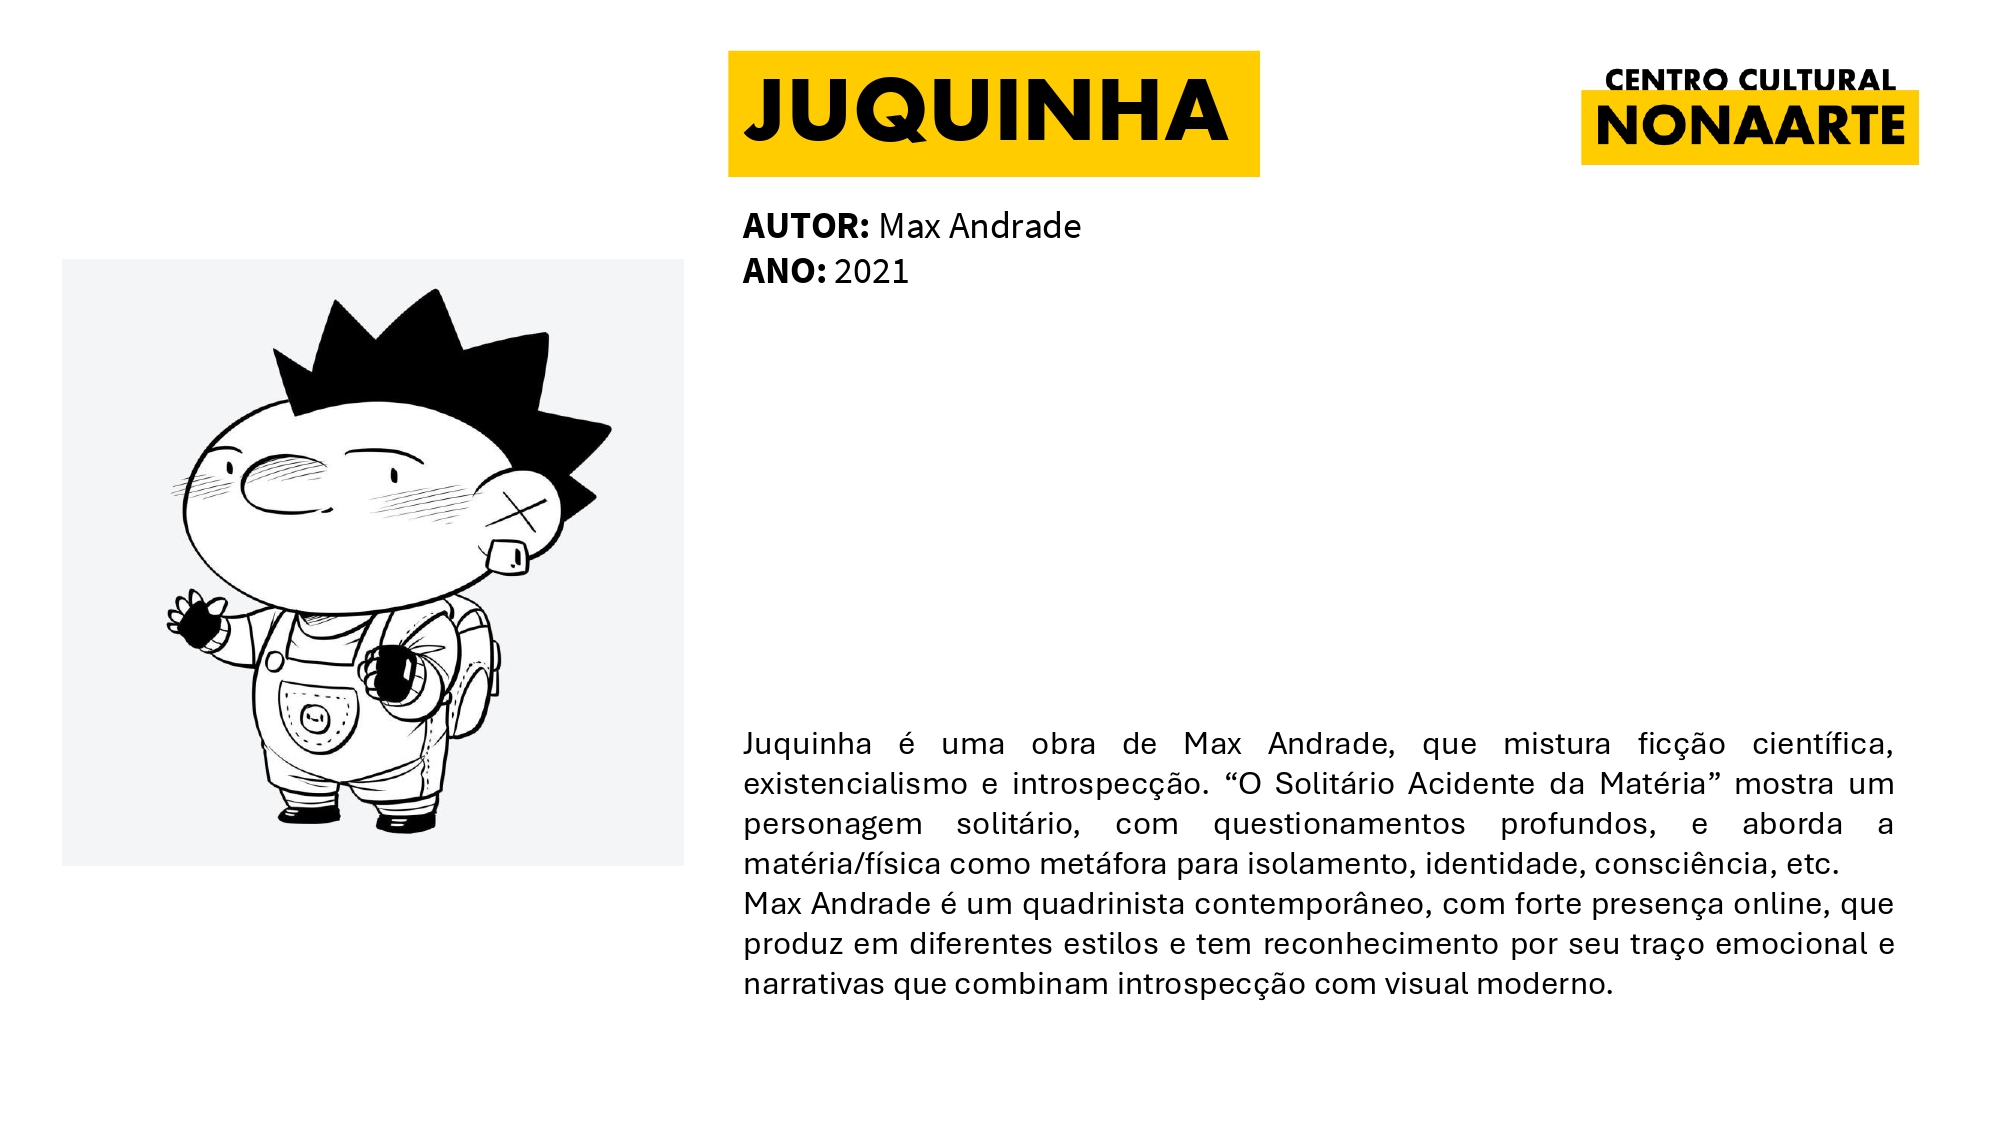 JUQUINHA
CENTRO CULTURAL
NONAARTE
AUTOR: Max Andrade
ANO: 2021
Juquinha é uma obra de Max Andrade, que mistura ficção científica,
existencialismo e introspecção. “O Solitário Acidente da Matéria” mostra um
personagem solitário, com questionamentos profundos, e aborda a
matéria/física como metáfora para isolamento, identidade, consciência, etc.
Max Andrade é um quadrinista contemporâneo, com forte presença online, que
produz em diferentes estilos e tem reconhecimento por seu traço emocional e
narrativas que combinam introspecção com visual moderno.